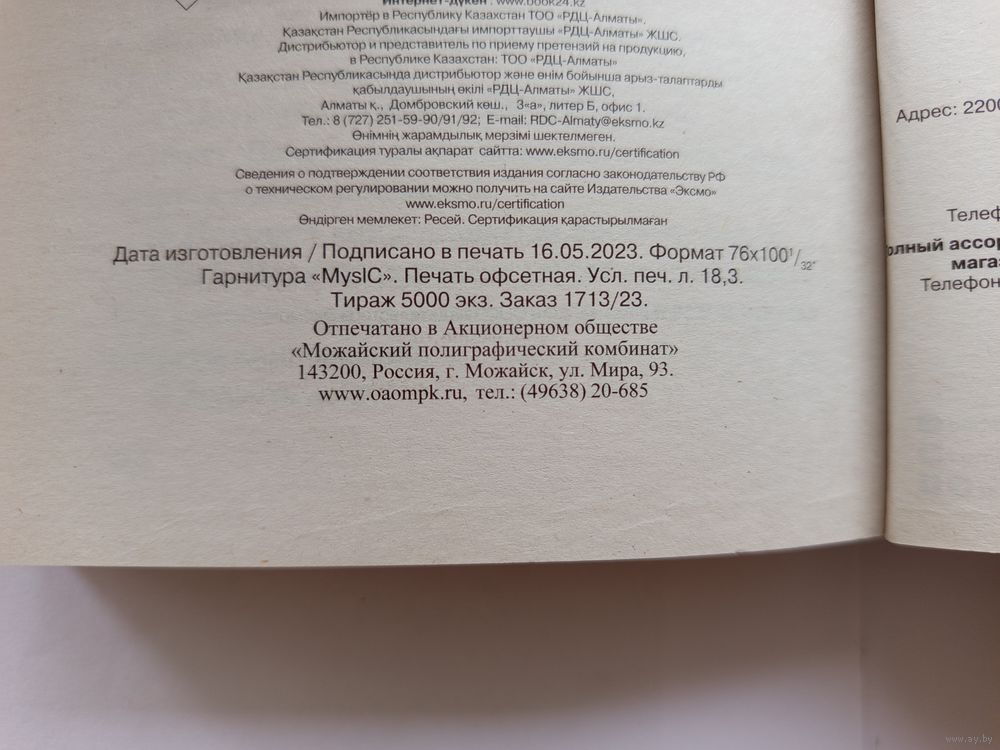 Интернет-дүкен : www.book24.kz
Импортёр в Республику Казахстан ТОО «РДЦ-Алматы».
Қазақстан Республикасындағы импорттаушы «РДЦ-Алматы» ЖШС.
Дистрибьютор и представитель по приему претензий на продукцию,
в Республике Казахстан: ТОО «РДЦ-Алматы»
Қазақстан Республикасында дистрибьютор және өнім бойынша арыз-талаптарды
қабылдаушының өкілі «РДЦ-Алматы» ЖШС,
Алматы қ., Домбровский көш., 3«а», литер Б, офис 1.
Тел.: 8 (727) 251-59-90/91/92; E-mail: RDC-Almaty@eksmo.kz
Өнімнің жарамдылық мерзімі шектелмеген.
Сертификация туралы ақпарат сайтта: www.eksmo.ru/certification
Сведения о подтверждении соответствия издания согласно законодательству РФ
о техническом регулировании можно получить на сайте Издательства «Эксмо»
www.eksmo.ru/certification
Өндірген мемлекет: Ресей. Сертификация қарастырылмаған
Дата изготовления / Подписано в печать 16.05.2023. Формат 76x100 1/32.
Гарнитура «MysIC». Печать офсетная. Усл. печ. л. 18,3.
Тираж 5000 экз. Заказ 1713/23.
Отпечатано в Акционерном обществе
«Можайский полиграфический комбинат»
143200, Россия, г. Можайск, ул. Мира, 93.
www.oaompk.ru, тел.: (49638) 20-685
Адрес: 2200
Телеф
олный ассор
мага
Телефон
www.ay.by